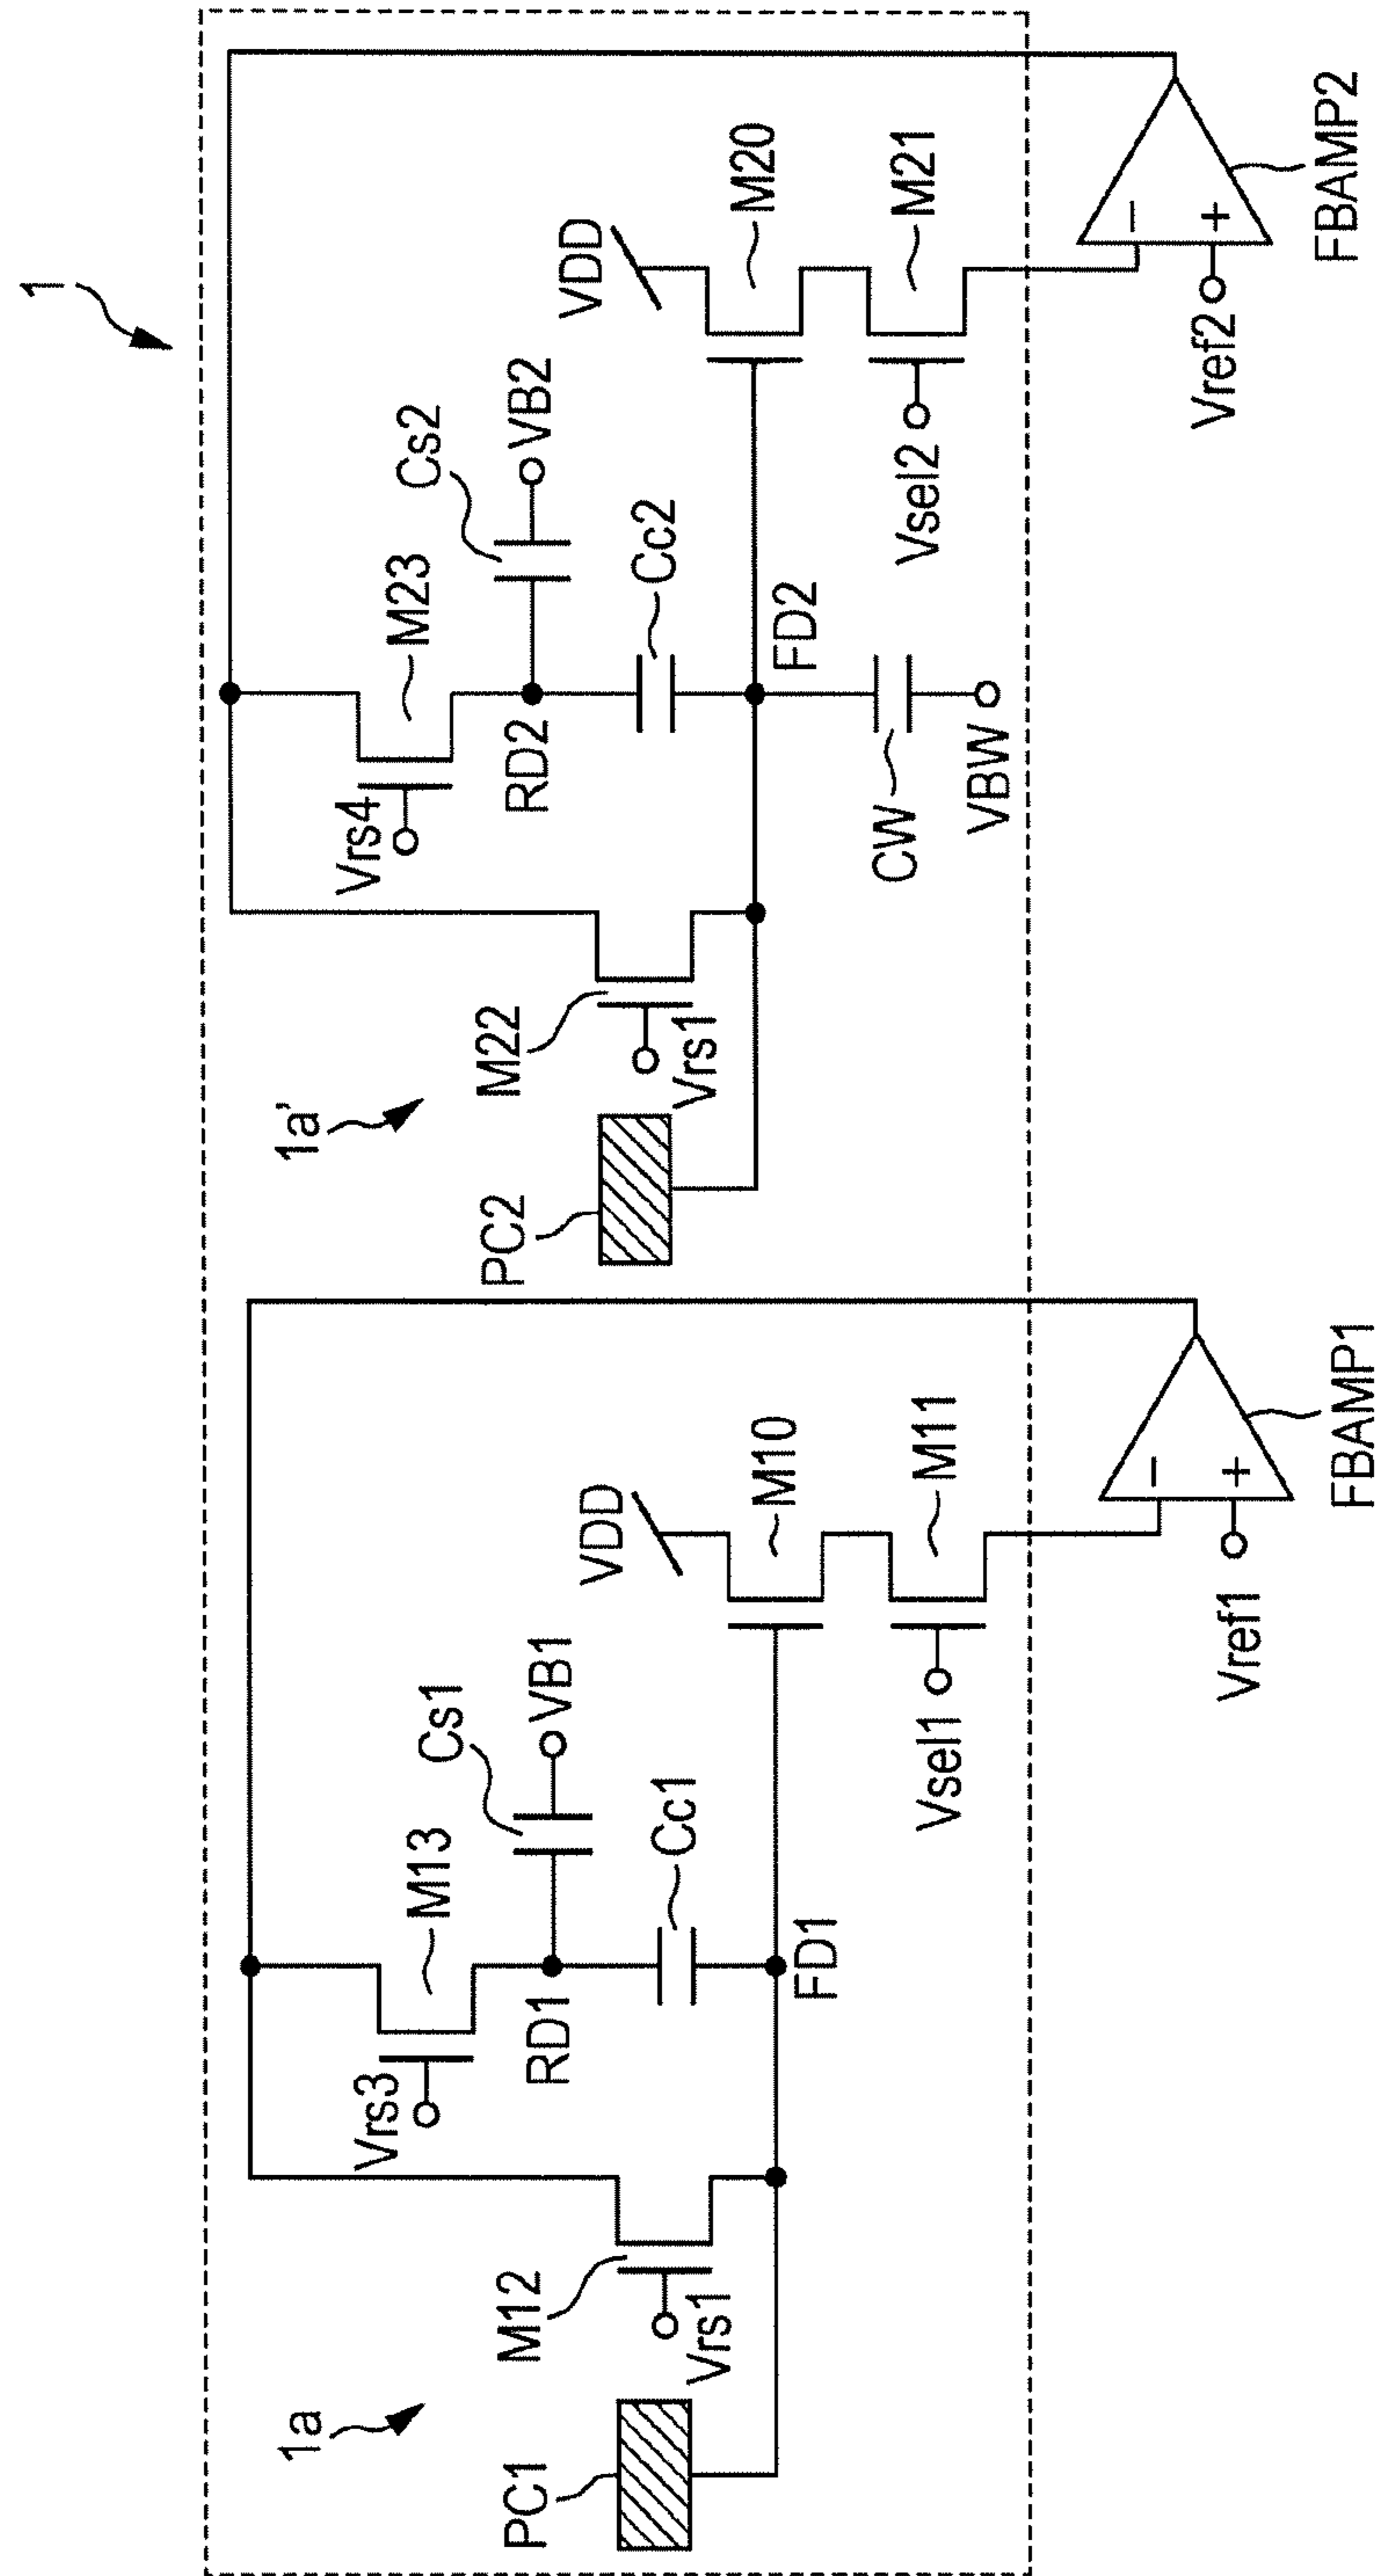 1
1a
PC1
M12
Vrs1
Vrs3
M13
RD1
Cs1
VB1
Cc1
FD1
VDD
M10
M11
Vsel1
Vref1
−
+
FBAMP1
1a’
PC2
M22
Vrs1
Vrs4
M23
RD2
Cs2
VB2
Cc2
FD2
CW
VBW
VDD
M20
M21
Vsel2
Vref2
−
+
FBAMP2